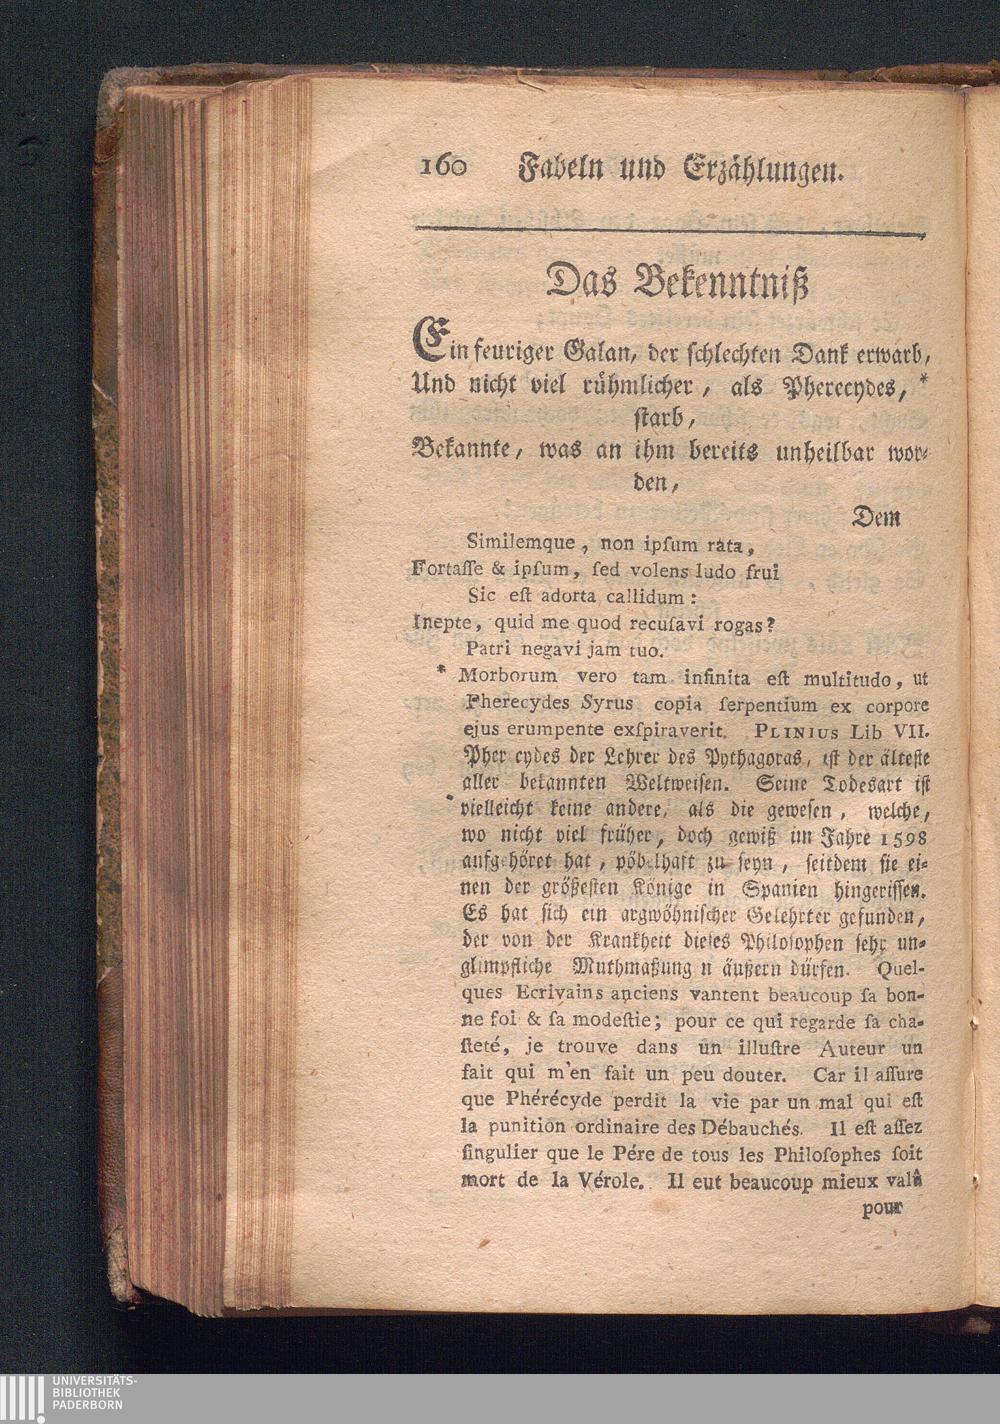 160 Fabeln und Erzählungen.
Das Bekenntniß
Ein feuriger Galan, der ſchlechten Dank erwarb,
Und nicht viel rühmlicher, als Pherecydes, *
ſtarb,
Bekannte, was an ihm bereits unheilbar wor-
den,
Dem
Similemque, non ipſum rata,
Fortaſſe & ipſum, ſed volens ludo frui
Sic eſt adorta callidum:
Inepte, quid me quod recuſavi rogas?
Patri negavi jam tuo.
* Morborum vero tam infinita eſt multitudo, ut
Pherecydes Syrus copia ſerpentium ex corpore
ejus erumpente exſpiraverit. PLINIUS Lib VII.
Pher cydes der Lehrer des Pythagoras, iſt der älteſte
aller bekannten Weltweiſen. Seine Todesart iſt
vielleicht keine andere, als die geweſen, welche,
wo nicht viel früher, doch gewiß im Jahre 1598
aufgehöret hat, pöbelhaft zu ſeyn, ſeitdem ſie ei-
nen der größeſten Könige in Spanien hingeriſſen.
Es hat ſich ein argwöhniſcher Gelehrter gefunden,
der von der Krankheit dieſes Philoſophen ſehr un-
glimpfliche Muthmaßung n äußern dürfen. Quel-
ques Ecrivains anciens vantent beaucoup ſa bon-
ne foi & ſa modeſtie; pour ce qui regarde ſa cha-
ſteté, je trouve dans un illuſtre Auteur un
fait qui m'en fait un peu douter. Car il aſſure
que Phérécyde perdit la vie par un mal qui eſt
la punition ordinaire des Débauchés. Il eſt aſſez
ſingulier que le Pére de tous les Philoſophes ſoit
mort de la Vérole. Il eut beaucoup mieux valû
pour
UNIVERSITÄTS-
BIBLIOTHEK
PADERBORN